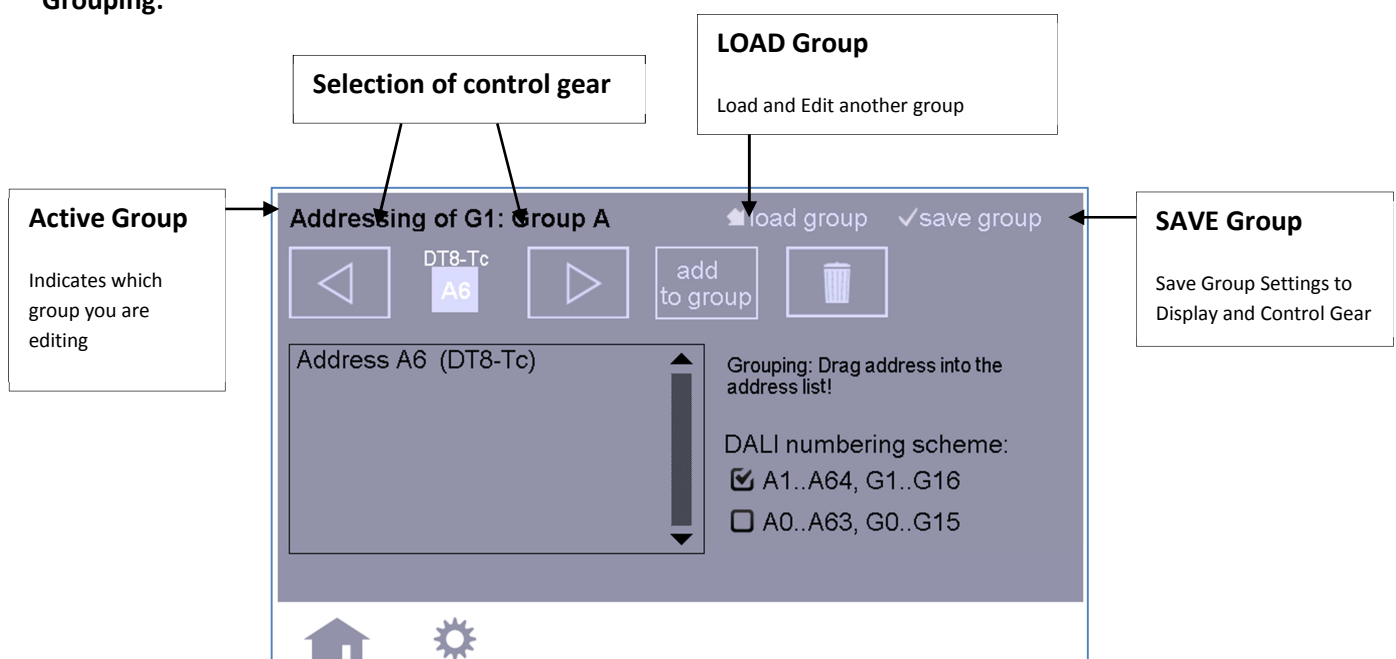 Grouping:
LOAD Group
Load and Edit another group
Selection of control gear
Active Group
Indicates which
group you are
editing
SAVE Group
Save Group Settings to
Display and Control Gear
Addressing of G1: Group A
load group
save group
DT8-Tc
A6
add
to group
Address A6 (DT8-Tc)
Grouping: Drag address into the
address list!
DALI numbering scheme:
A1..A64, G1..G16
A0..A63, G0..G15